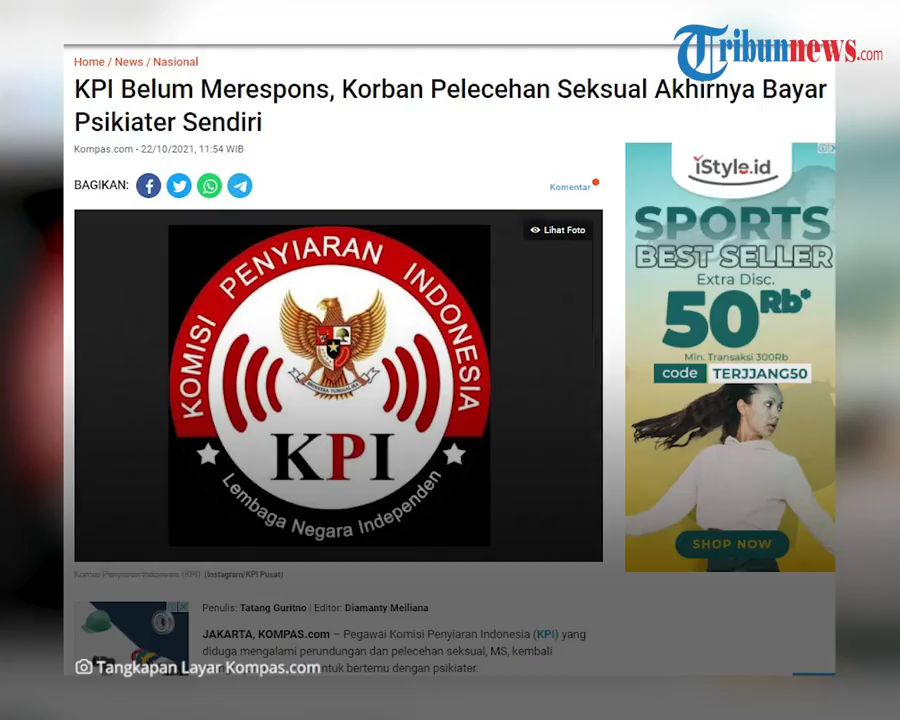 Tribunnews.com
Home / News / Nasional
KPI Belum Merespons, Korban Pelecehan Seksual Akhirnya Bayar
Psikiater Sendiri
Kompas.com - 22/10/2021, 11:54 WIB
BAGIKAN:
Komentar
Lihat Foto
KOMISI PENYIARAN INDONESIA
BHINNEKA TUNGGAL IKA
KPI
Lembaga Negara Independen
iStyle.id
SPORTS
BEST SELLER
Extra Disc.
50Rb*
Min. Transaksi 300Rb
code TERJJANG50
SHOP NOW
Komisi Penyiaran Indonesia (KPI) (Instagram/KPI Pusat)
Penulis: Tatang Guritno | Editor: Diamanty Meiliana
JAKARTA, KOMPAS.com – Pegawai Komisi Penyiaran Indonesia (KPI) yang
diduga mengalami perundungan dan pelecehan seksual, MS, kembali
untuk bertemu dengan psikiater.
Tangkapan Layar Kompas.com